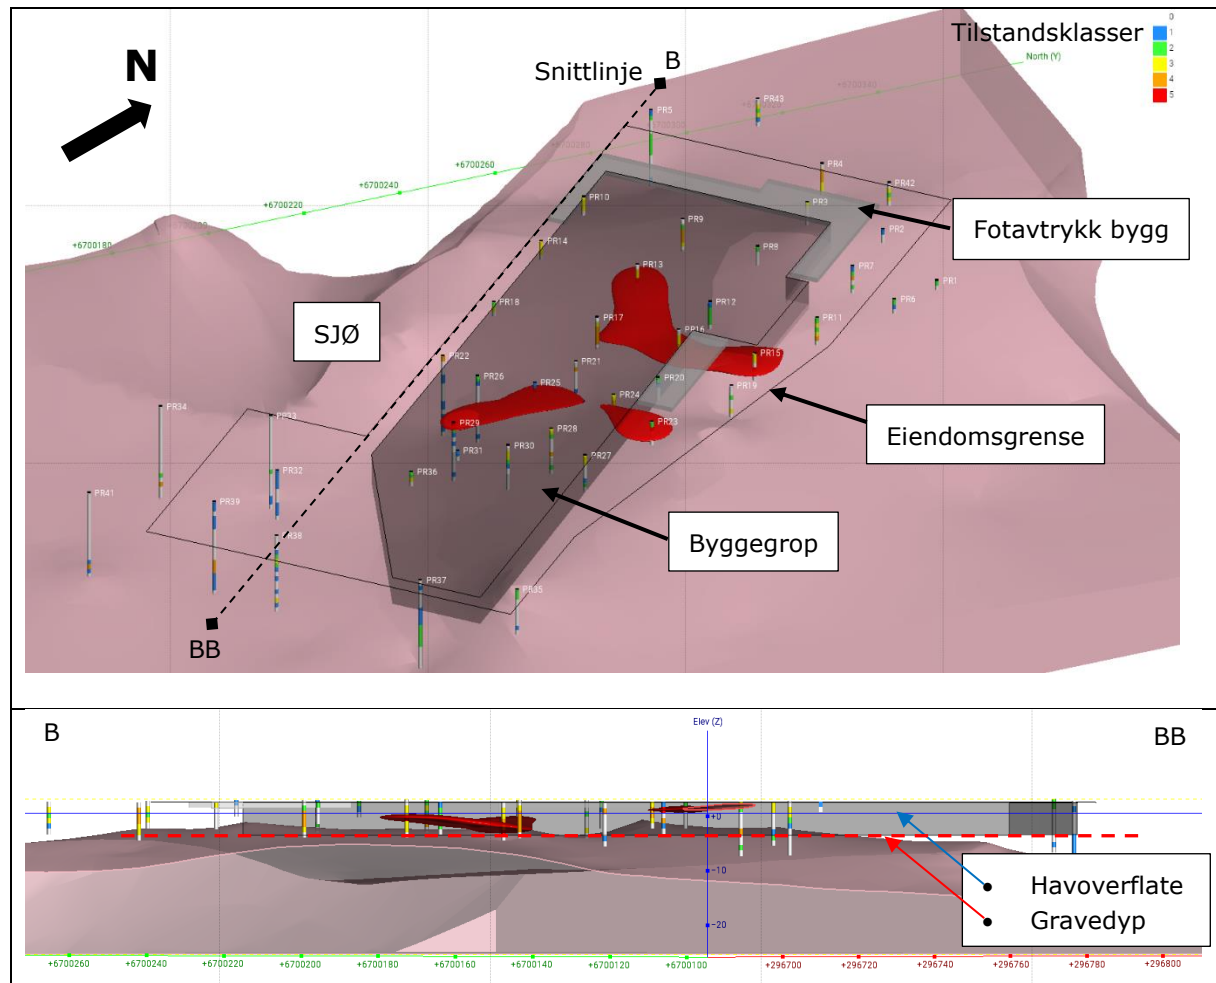 Tilstandsklasser
0
1
2
3
4
5
N
Snittlinje
B
North (Y)
PR5
PR43
+6700140
+6700280
+6700260
+6700240
+6700220
+6700180
PR4
PR42
PR10
PR3
Fotavtrykk bygg
PR9
PR2
PR14
PR8
PR13
PR7
PR1
PR18
PR12
PR6
SJØ
PR17
PR11
PR16
PR22
PR21
PR15
PR26
PR25
PR20
PR19
PR24
PR34
PR33
PR29
PR23
Eiendomsgrense
PR28
PR31
PR30
PR27
PR32
PR36
PR41
PR39
Byggegrop
PR38
PR37
PR35
BB
B
Elev (Z)
BB
+0
-10
-20
Havoverflate
Gravedyp
+6700260
+6700240
+6700220
+6700200
+6700180
+6700160
+6700140
+6700120
+6700100
+296700
+296720
+296740
+296760
+296780
+296800